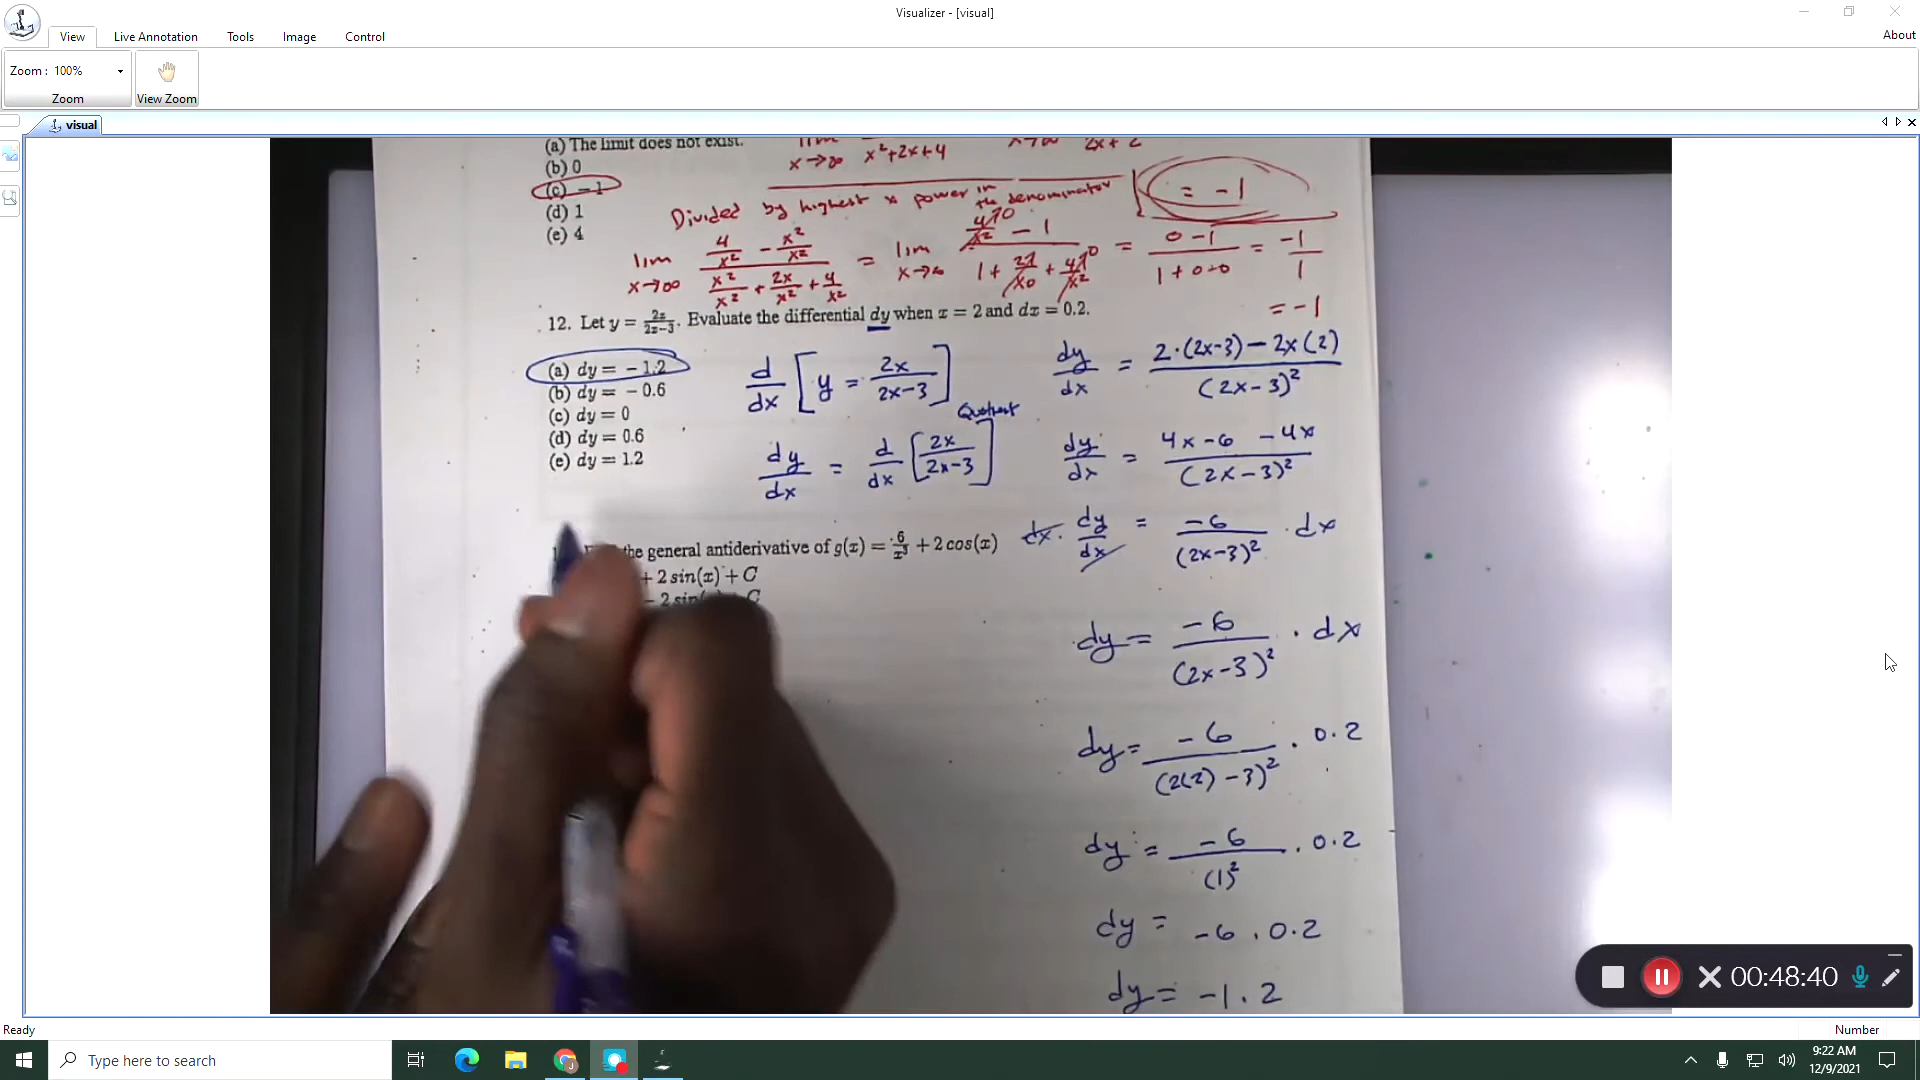 Visualizer - [visual]
View Live Annotation Tools Image Control About
Zoom : 100%
Zoom View Zoom
visual
(a) The limit does not exist.
(b) 0
(c) -1
(d) 1
(e) 4
x→∞ x²+2x+4 x→∞ 2x+2
= -1
Divided by highest x power in the denominator
lim x→∞ (4/x² - x²/x²)/(x²/x² + 2x/x² + 4/x²) = lim x→∞ (4/x² - 1)/(1 + + 4/x²) = (0-1)/(1+0+0) = -1/1
= -1
12. Let y = 2x/(2x-3). Evaluate the differential dy when x = 2 and dx = 0.2.
(a) dy = -1.2
(b) dy = -0.6
(c) dy = 0
(d) dy = 0.6
(e) dy = 1.2
d/dx [y = 2x/(2x-3)]
Quotient
dy/dx = d/dx [2x/(2x-3)]
dy/dx = (2·(2x-3) - 2x(2))/(2x-3)²
dy/dx = (4x-6 -4x)/(2x-3)²
dx· dy/dx = -6/(2x-3)² · dx
dy = -6/(2x-3)² · dx
dy = -6/(2(2)-3)² · 0.2
dy = -6/(1)² · 0.2
dy = -6 . 0.2
dy = -1.2
the general antiderivative of g(x) = 6/x³ + 2 cos(x)
+ 2 sin(x) + C
00:48:40
Ready Number
Type here to search
9:22 AM
12/9/2021